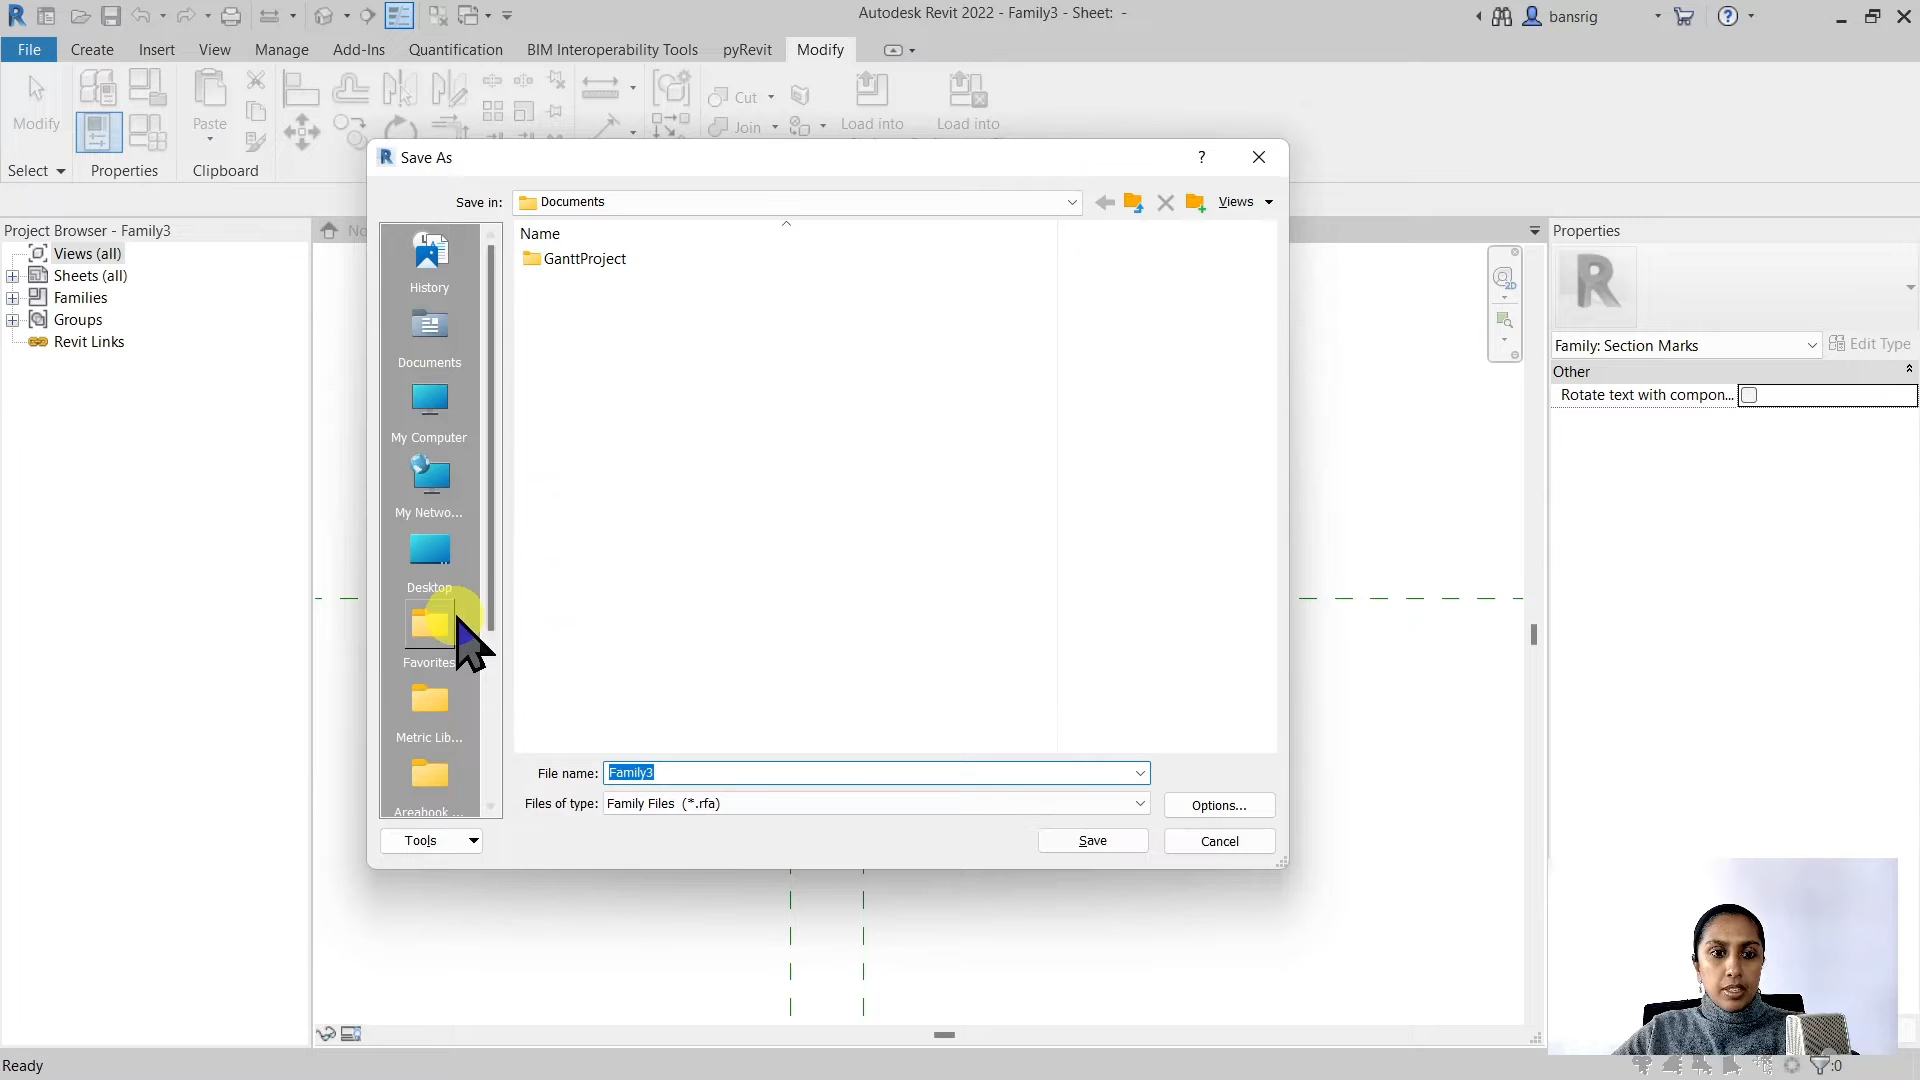 Autodesk Revit 2022 - Family3 - Sheet: -
bansrig
File Create Insert View Manage Add-Ins Quantification BIM Interoperability Tools pyRevit Modify
Modify
Paste
Cut
Join
Load into
Load into
Select Properties Clipboard
Save As
Save in: Documents Views
Project Browser - Family3
Views (all)
Sheets (all)
Families
Groups
Revit Links
Name
GanttProject
History
Documents
My Computer
My Netwo...
Desktop
Favorites
Metric Lib...
Areabook ...
File name: Family3
Files of type: Family Files (*.rfa)
Options...
Tools
Save
Cancel
Properties
R
2D
Family: Section Marks Edit Type
Other
Rotate text with compon...
Ready
:0